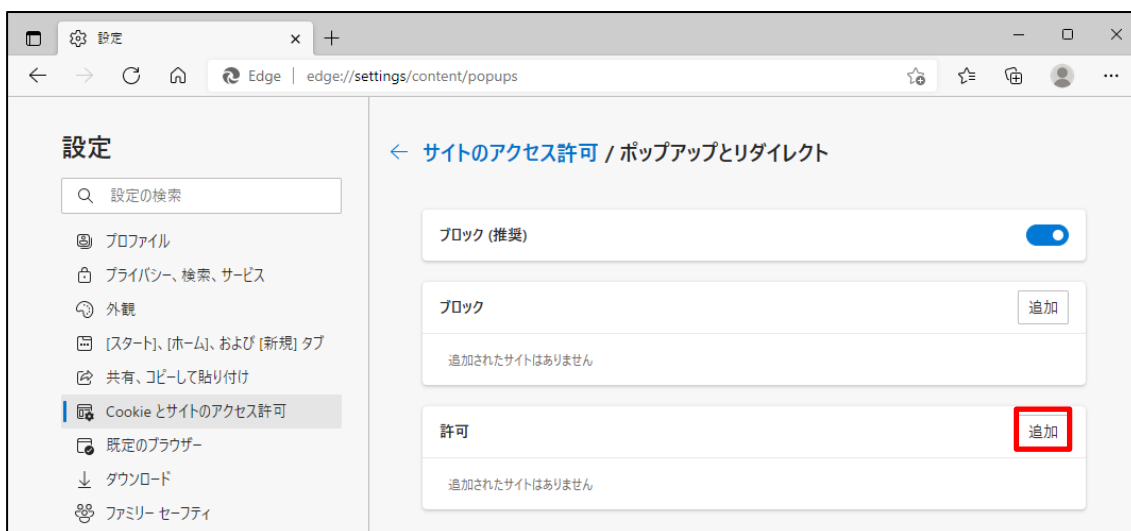 設定
Edge | edge://settings/content/popups
設定
設定の検索
プロファイル
プライバシー、検索、サービス
外観
[スタート]、[ホーム]、および [新規] タブ
共有、コピーして貼り付け
Cookie とサイトのアクセス許可
既定のブラウザー
ダウンロード
ファミリー セーフティ
サイトのアクセス許可 / ポップアップとリダイレクト
ブロック (推奨)
ブロック
追加
追加されたサイトはありません
許可
追加
追加されたサイトはありません